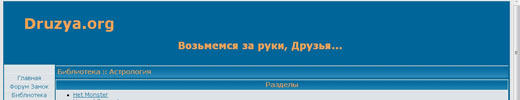 Druzya.org
Возьмемся за руки, Друзья...
Библиотека :: Астрология
Главная
Форум Замок
Библиотека
Разделы
Het Monster